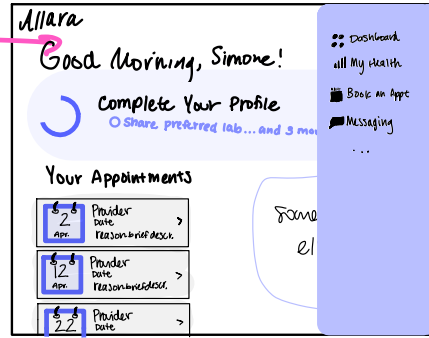 Allara
Good Morning, Simone!
Complete Your Profile
Share preferred lab... and 3
Your Appointments
2
Apr.
Provider
Date
reason. brief descr.
12
Apr.
Provider
Date
reason. brief descr.
22
Provider
Date
some
el
Dashboard
My Health
Book an Appt
Messaging
...